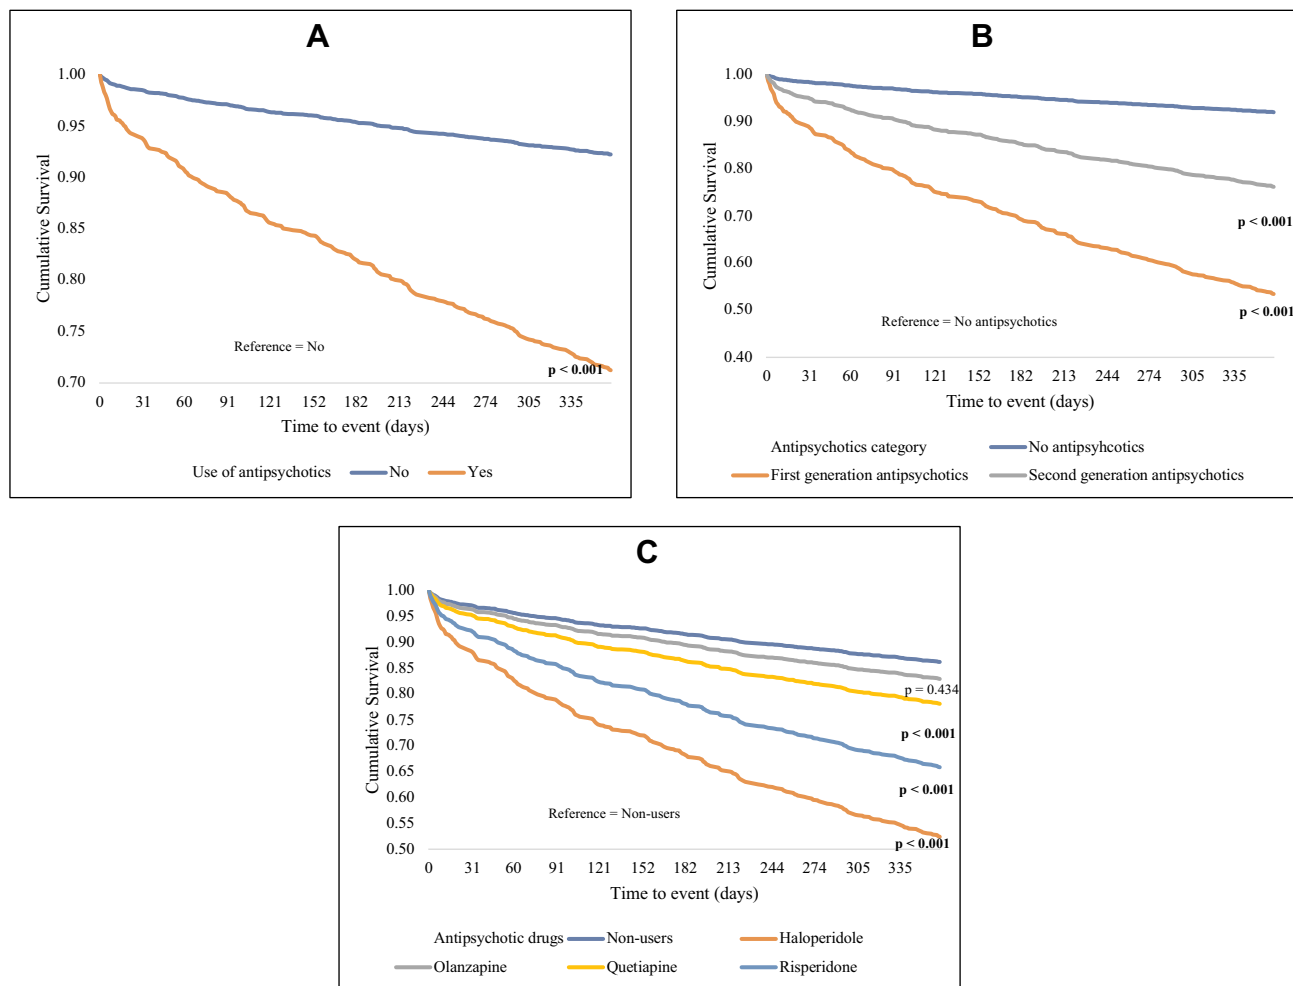 A
1.00
0.95
0.90
0.85
0.80
0.75
0.70
Cumulative Survival
Reference = No
p < 0.001
0 31 60 91 121 152 182 213 244 274 305 335
Time to event (days)
Use of antipsychotics No Yes
B
1.00
0.90
0.80
0.70
0.60
0.50
0.40
Cumulative Survival
p < 0.001
p < 0.001
Reference = No antipsychotics
0 31 60 91 121 152 182 213 244 274 305 335
Time to event (days)
Antipsychotics category No antipsyhcotics
First generation antipsychotics Second generation antipsychotics
C
1.00
0.95
0.90
0.85
0.80
0.75
0.70
0.65
0.60
0.55
0.50
Cumulative Survival
p = 0.434
p < 0.001
p < 0.001
Reference = Non-users
p < 0.001
0 31 60 91 121 152 182 213 244 274 305 335
Time to event (days)
Antipsychotic drugs Non-users Haloperidole
Olanzapine Quetiapine Risperidone